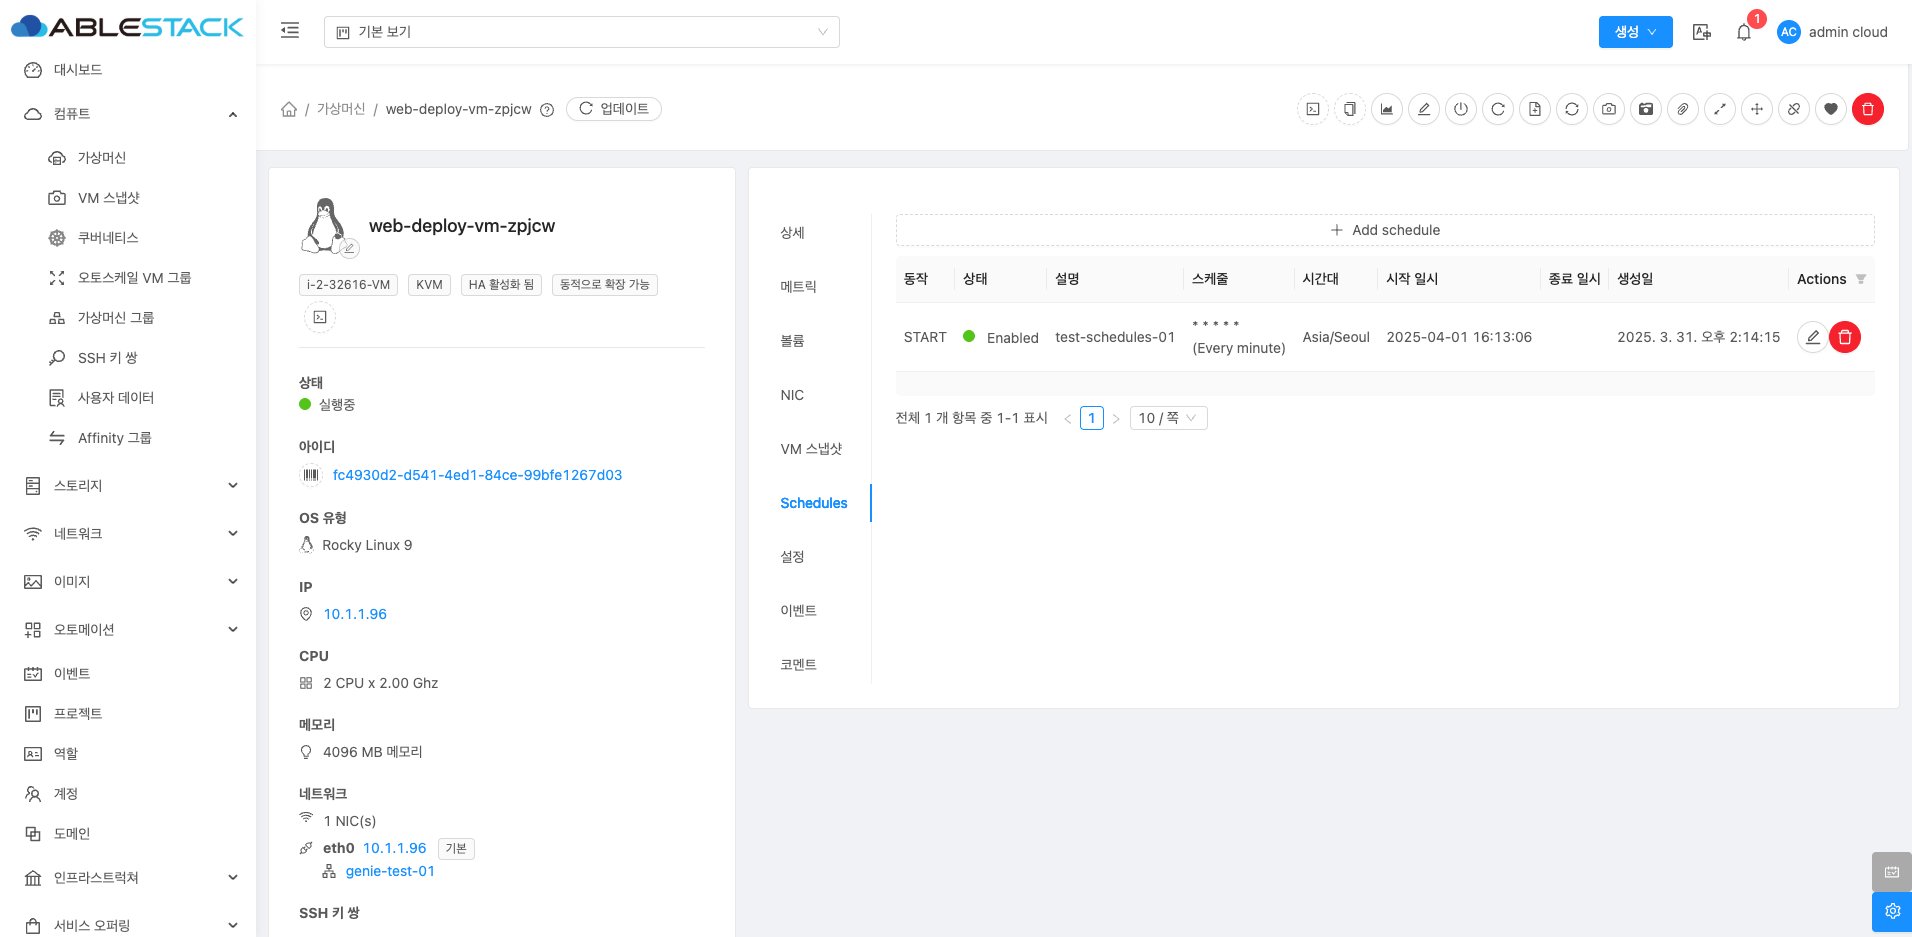 ABLESTACK
기본 보기
생성
1
AC
admin cloud
대시보드
컴퓨트
가상머신
VM 스냅샷
쿠버네티스
오토스케일 VM 그룹
가상머신 그룹
SSH 키 쌍
사용자 데이터
Affinity 그룹
스토리지
네트워크
이미지
오토메이션
이벤트
프로젝트
역할
계정
도메인
인프라스트럭쳐
서비스 오퍼링
/ 가상머신 / web-deploy-vm-zpjcw
업데이트
web-deploy-vm-zpjcw
i-2-32616-VM
KVM
HA 활성화 됨
동적으로 확장 가능
상태
실행중
아이디
fc4930d2-d541-4ed1-84ce-99bfe1267d03
OS 유형
Rocky Linux 9
IP
10.1.1.96
CPU
2 CPU x 2.00 Ghz
메모리
4096 MB 메모리
네트워크
1 NIC(s)
eth0 10.1.1.96 기본
genie-test-01
SSH 키 쌍
상세
메트릭
볼륨
NIC
VM 스냅샷
Schedules
설정
이벤트
코멘트
Add schedule
동작 상태 설명 스케줄 시간대 시작 일시 종료 일시 생성일 Actions
START Enabled test-schedules-01 * * * * * (Every minute) Asia/Seoul 2025-04-01 16:13:06 2025. 3. 31. 오후 2:14:15
전체 1 개 항목 중 1-1 표시 1 10 / 쪽